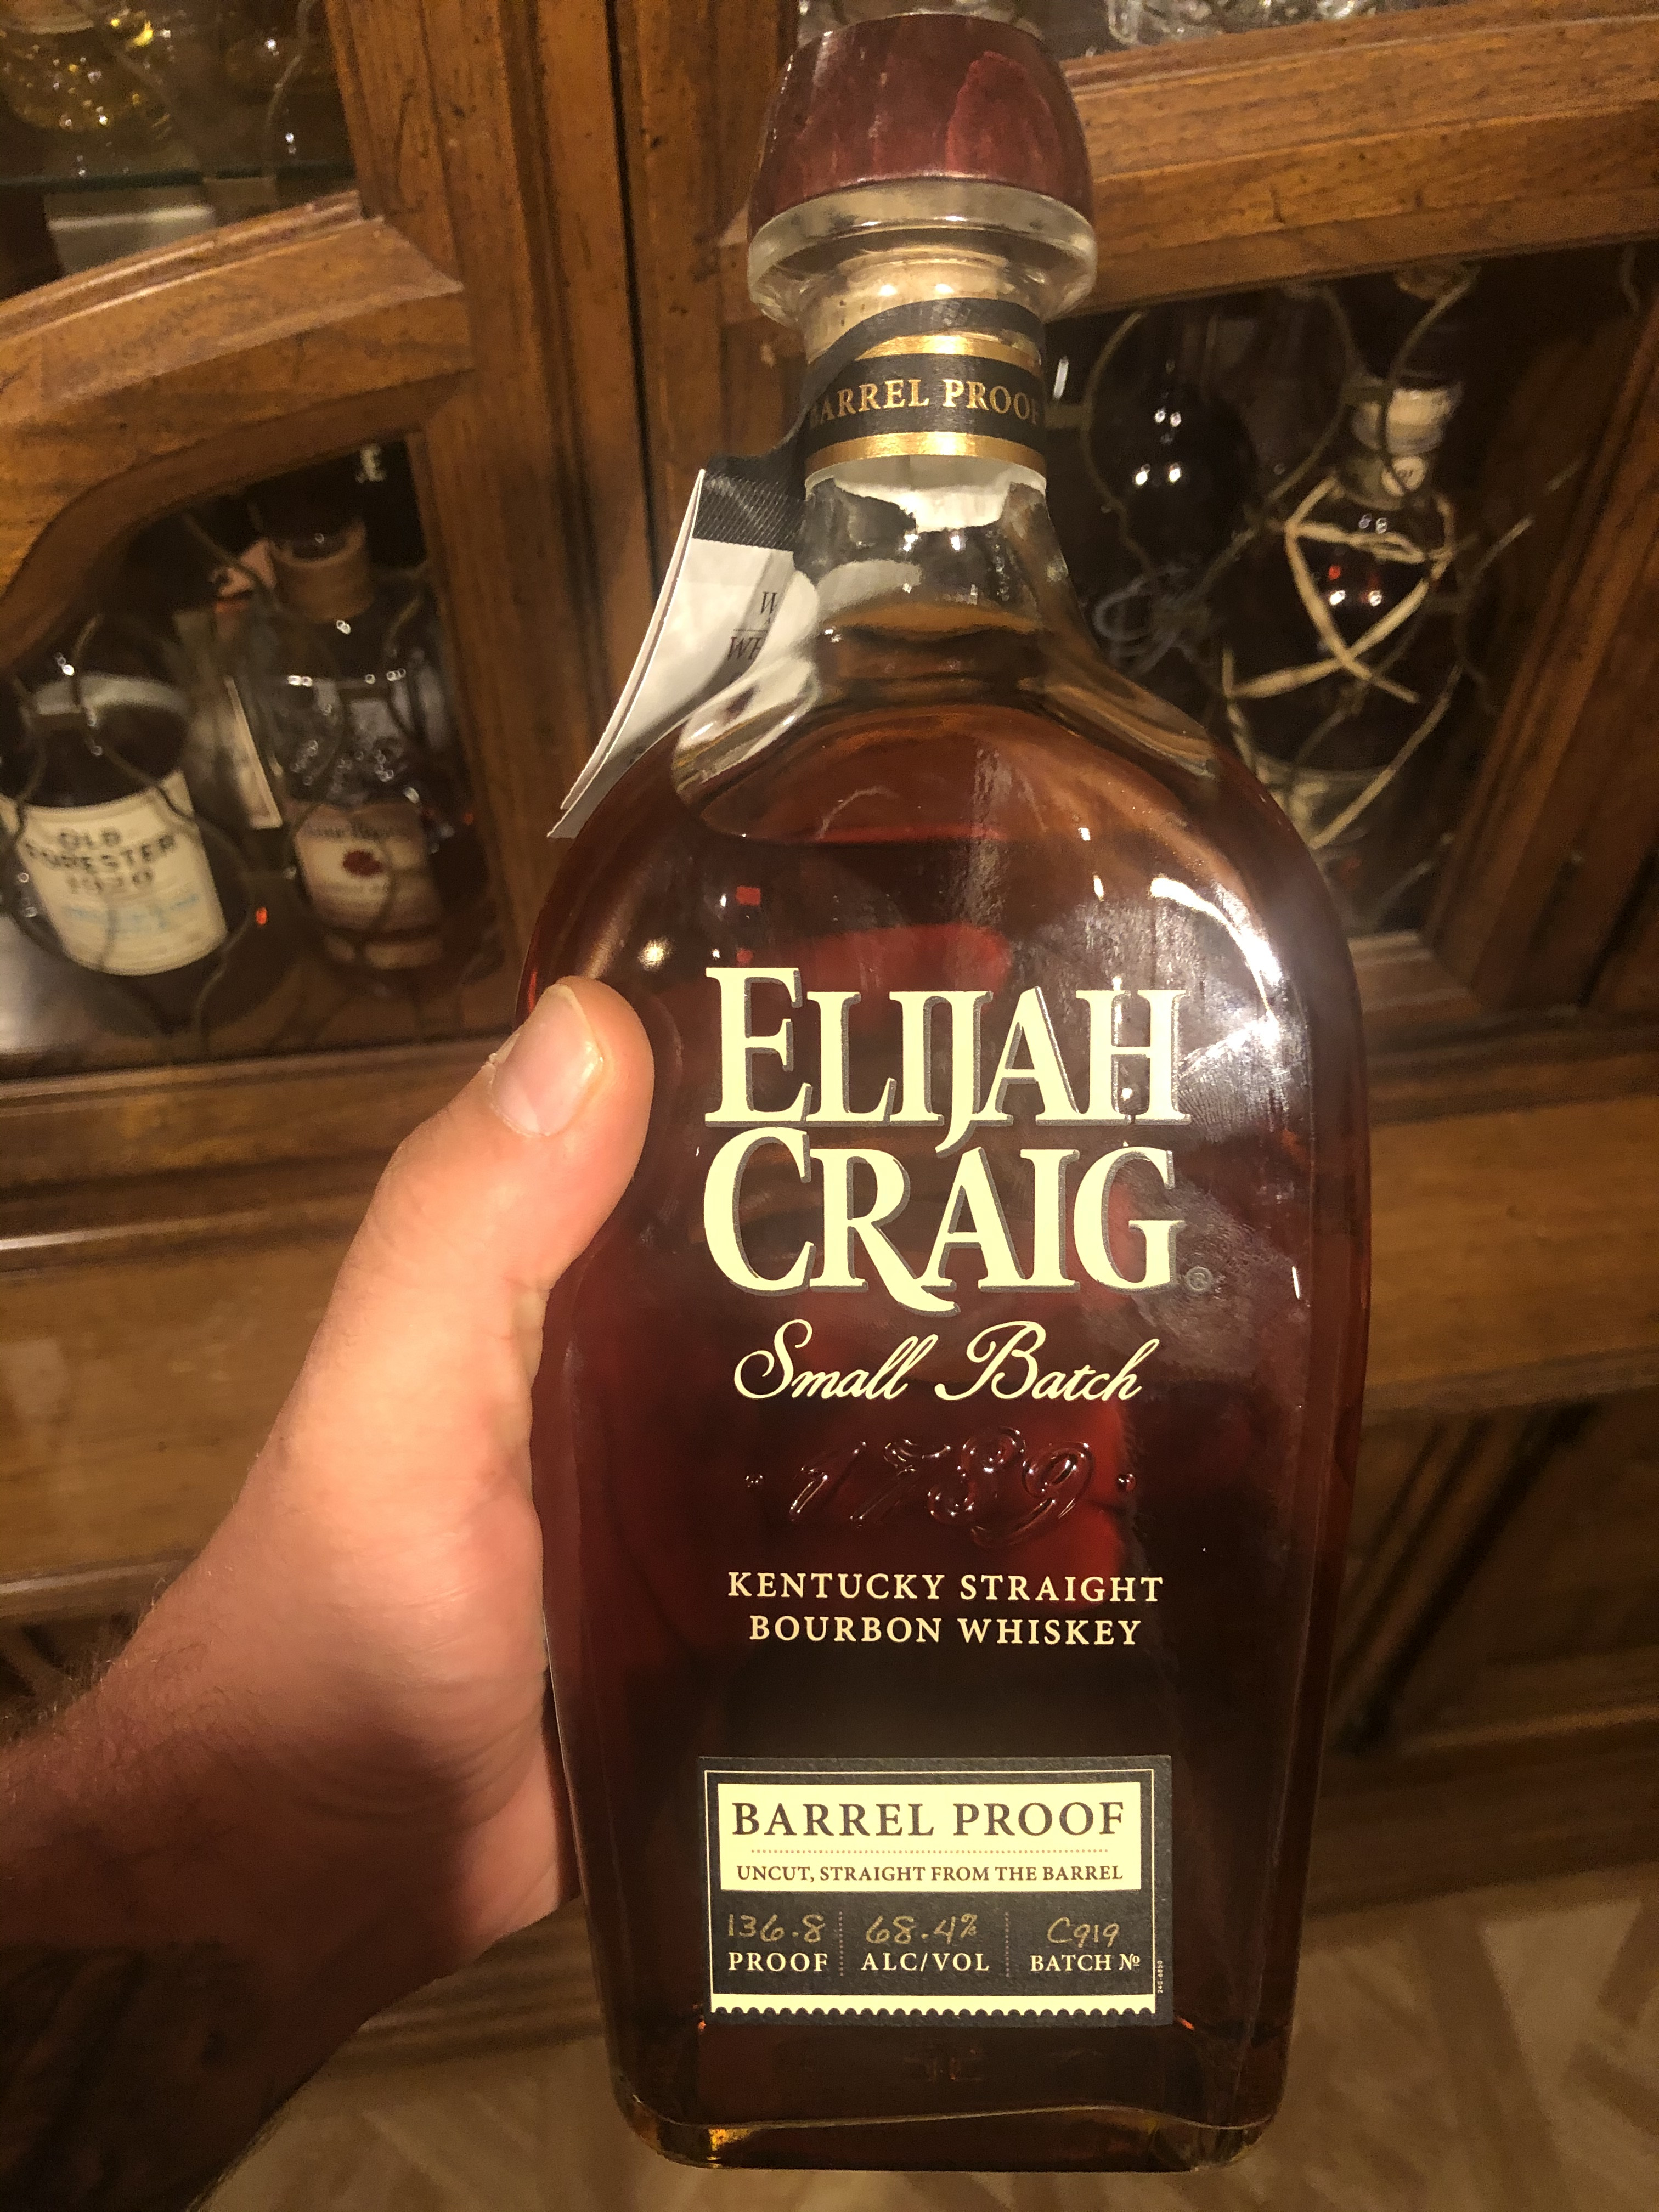 BARREL PROOF
OLD
FORESTER
1920
ELIJAH
CRAIG®
Small Batch
· 1789 ·
KENTUCKY STRAIGHT
BOURBON WHISKEY
BARREL PROOF
UNCUT, STRAIGHT FROM THE BARREL
136.8 68.4% C919
PROOF ALC/VOL BATCH №